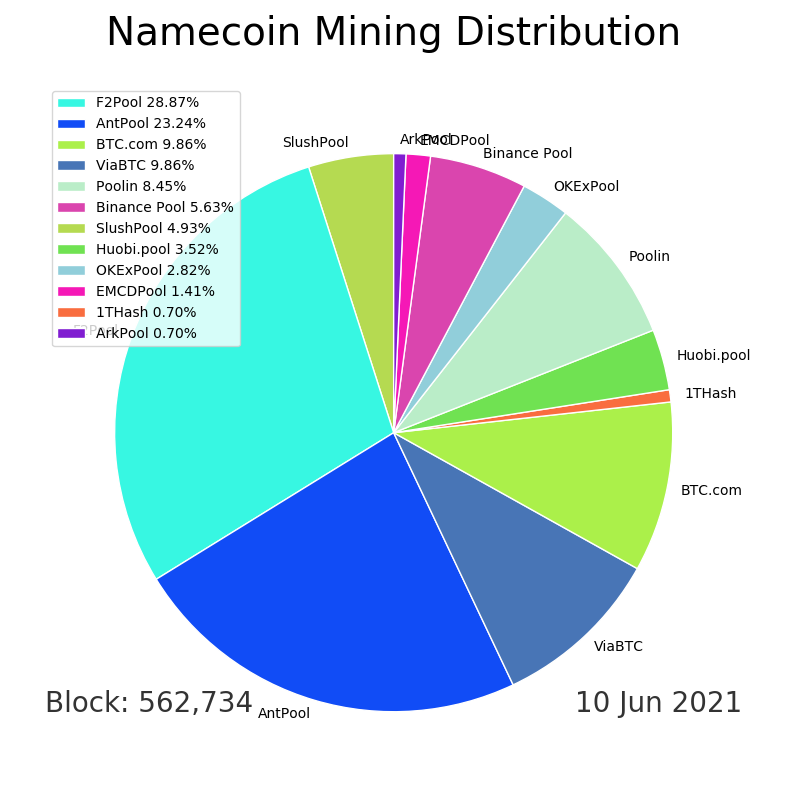 Namecoin Mining Distribution
F2Pool 28.87%
AntPool 23.24%
BTC.com 9.86%
ViaBTC 9.86%
Poolin 8.45%
Binance Pool 5.63%
SlushPool 4.93%
Huobi.pool 3.52%
OKExPool 2.82%
EMCDPool 1.41%
1THash 0.70%
ArkPool 0.70%
SlushPool
ArkPool
EMCDPool
Binance Pool
OKExPool
Poolin
Huobi.pool
1THash
BTC.com
ViaBTC
AntPool
F2Pool
Block: 562,734
10 Jun 2021